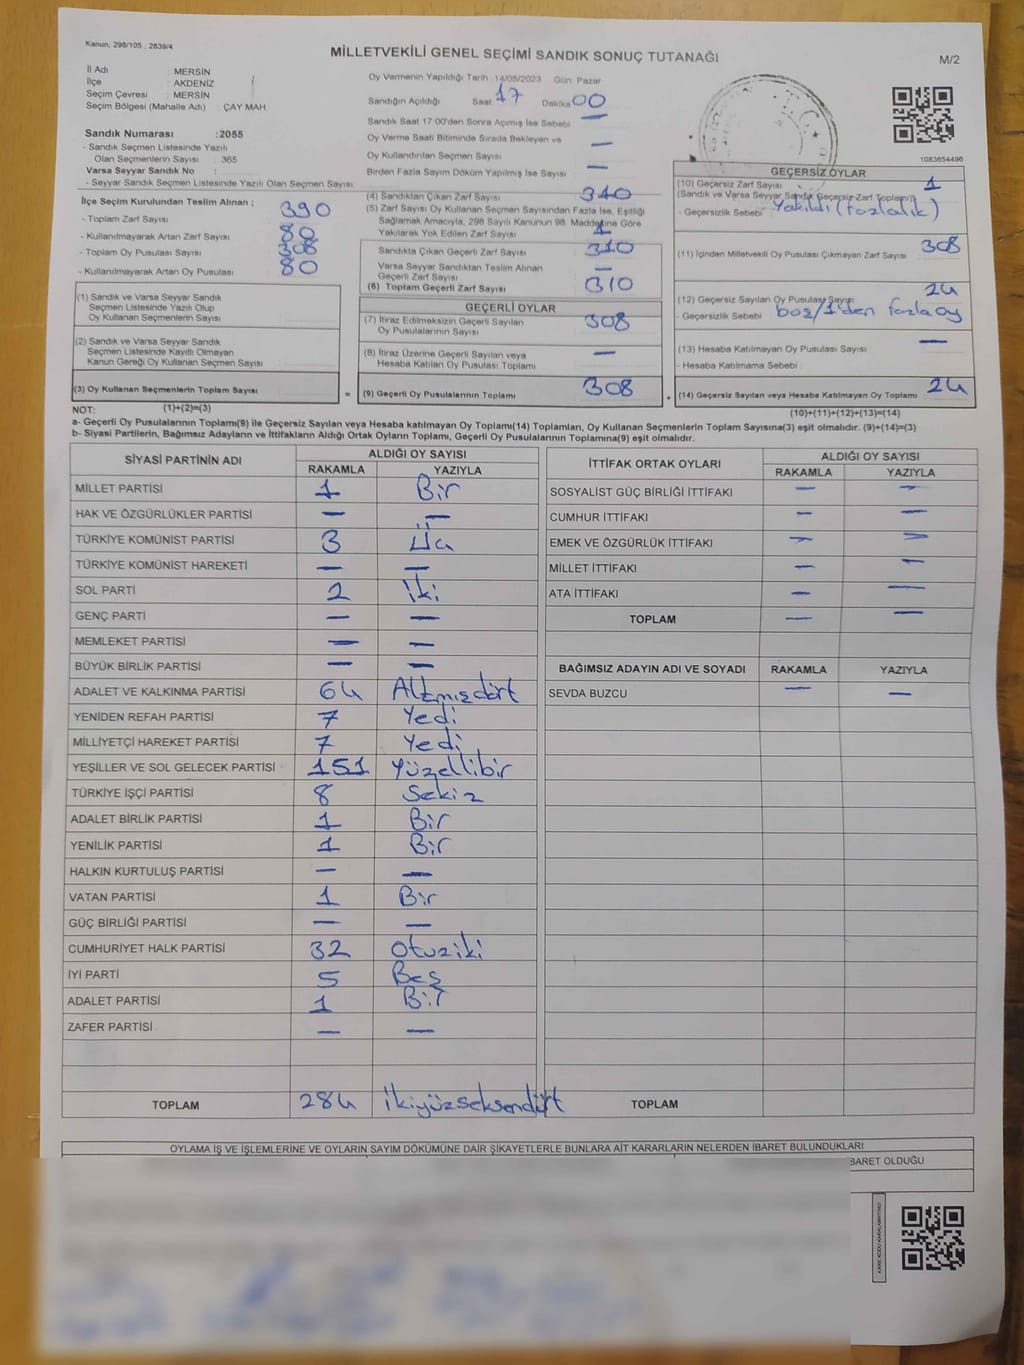 Kanun: 298/105 , 2839/4
MİLLETVEKİLİ GENEL SEÇİMİ SANDIK SONUÇ TUTANAĞI
M/2
İl Adı : MERSİN
İlçe : AKDENİZ
Seçim Çevresi : MERSİN
Seçim Bölgesi (Mahalle Adı) : ÇAY MAH
Sandık Numarası : 2055
- Sandık Seçmen Listesinde Yazılı
Olan Seçmenlerin Sayısı : 365
Varsa Seyyar Sandık No :
- Seyyar Sandık Seçmen Listesinde Yazılı Olan Seçmen Sayısı
Oy Vermenin Yapıldığı Tarih 14/05/2023 Gün: Pazar
Sandığın Açıldığı Saat 17 Dakika 00
Sandık Saat 17:00'den Sonra Açımış İse Sebebi —
Oy Verme Saati Bitiminde Sırada Bekleyen ve
Oy Kullandırılan Seçmen Sayısı —
Birden Fazla Sayım Döküm Yapılmış İse Sayısı —
1083654496
İlçe Seçim Kurulundan Teslim Alınan ;
- Toplam Zarf Sayısı 390
- Kullanılmayarak Artan Zarf Sayısı 80
- Toplam Oy Pusulası Sayısı 308
- Kullanılmayarak Artan Oy Pusulası 80
(4) Sandıktan Çıkan Zarf Sayısı 310
(5) Zarf Sayısı Oy Kullanan Seçmen Sayısından Fazla İse, Eşitliği
Sağlamak Amacıyla, 298 Sayılı Kanunun 98. Maddesine Göre
Yakılarak Yok Edilen Zarf Sayısı 1
Sandıkta Çıkan Geçerli Zarf Sayısı 310
Varsa Seyyar Sandıktan Teslim Alınan
Geçerli Zarf Sayısı —
(6) Toplam Geçerli Zarf Sayısı 310
GEÇERSİZ OYLAR
(10) Geçersiz Zarf Sayısı 1
(Sandık ve Varsa Seyyar Sandık Geçersiz Zarf Toplamı)
- Geçersizlik Sebebi Yakıldı (fazlalık)
(11) İçinden Milletvekili Oy Pusulası Çıkmayan Zarf Sayısı 308
(12) Geçersiz Sayılan Oy Pusulası Sayısı 24
- Geçersizlik Sebebi boş/1'den fazla oy
(13) Hesaba Katılmayan Oy Pusulası Sayısı —
- Hesaba Katılmama Sebebi
(14) Geçersiz Sayılan veya Hesaba Katılmayan Oy Toplamı 24
(1) Sandık ve Varsa Seyyar Sandık
Seçmen Listesinde Yazılı Olup
Oy Kullanan Seçmenlerin Sayısı
(2) Sandık ve Varsa Seyyar Sandık
Seçmen Listesinde Kayıtlı Olmayan
Kanun Gereği Oy Kullanan Seçmen Sayısı
(3) Oy Kullanan Seçmenlerin Toplam Sayısı =
GEÇERLİ OYLAR
(7) İtiraz Edilmeksizin Geçerli Sayılan
Oy Pusulalarının Sayısı 308
(8) İtiraz Üzerine Geçerli Sayılan veya
Hesaba Katılan Oy Pusulası Toplamı —
(9) Geçerli Oy Pusulalarının Toplamı 308 +
NOT: (1)+(2)=(3)
(10)+(11)+(12)+(13)=(14)
a- Geçerli Oy Pusulalarının Toplamı(9) ile Geçersiz Sayılan veya Hesaba katılmayan Oy Toplamı(14) Toplamları, Oy Kullanan Seçmenlerin Toplam Sayısına(3) eşit olmalıdır. (9)+(14)=(3)
b- Siyasi Partilerin, Bağımsız Adayların ve İttifakların Aldığı Ortak Oyların Toplamı, Geçerli Oy Pusulalarının Toplamına(9) eşit olmalıdır.
SİYASİ PARTİNİN ADI ALDIĞI OY SAYISI
RAKAMLA YAZIYLA
MİLLET PARTİSİ 1 Bir
HAK VE ÖZGÜRLÜKLER PARTİSİ — —
TÜRKİYE KOMÜNİST PARTİSİ 3 Üç
TÜRKİYE KOMÜNİST HAREKETİ — —
SOL PARTİ 2 İki
GENÇ PARTİ — —
MEMLEKET PARTİSİ — —
BÜYÜK BİRLİK PARTİSİ — —
ADALET VE KALKINMA PARTİSİ 64 Altmışdört
YENİDEN REFAH PARTİSİ 7 Yedi
MİLLİYETÇİ HAREKET PARTİSİ 7 Yedi
YEŞİLLER VE SOL GELECEK PARTİSİ 151 Yüzellibir
TÜRKİYE İŞÇİ PARTİSİ 8 Sekiz
ADALET BİRLİK PARTİSİ 1 Bir
YENİLİK PARTİSİ 1 Bir
HALKIN KURTULUŞ PARTİSİ — —
VATAN PARTİSİ 1 Bir
GÜÇ BİRLİĞİ PARTİSİ — —
CUMHURİYET HALK PARTİSİ 32 Otuziki
İYİ PARTİ 5 Beş
ADALET PARTİSİ 1 Bir
ZAFER PARTİSİ — —
TOPLAM 284 İkiyüzseksendört
İTTİFAK ORTAK OYLARI ALDIĞI OY SAYISI
RAKAMLA YAZIYLA
SOSYALİST GÜÇ BİRLİĞİ İTTİFAKI — —
CUMHUR İTTİFAKI — —
EMEK VE ÖZGÜRLÜK İTTİFAKI — —
MİLLET İTTİFAKI — —
ATA İTTİFAKI — —
TOPLAM — —
BAĞIMSIZ ADAYIN ADI VE SOYADI RAKAMLA YAZIYLA
SEVDA BUZCU — —
TOPLAM
OYLAMA İŞ VE İŞLEMLERİNE VE OYLARIN SAYIM DÖKÜMÜNE DAİR ŞİKAYETLERLE BUNLARA AİT KARARLARIN NELERDEN İBARET BULUNDUKLARI
BARET OLDUĞU